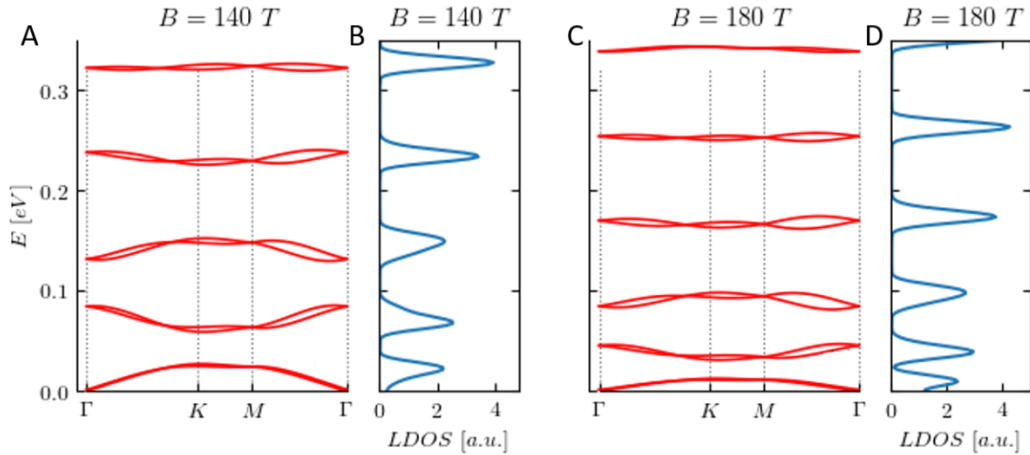 A B = 140 T
B B = 140 T
C B = 180 T
D B = 180 T
E [eV]
0.3
0.2
0.1
0.0
Γ K M Γ
0 2 4
LDOS [a.u.]
Γ K M Γ
0 2 4
LDOS [a.u.]